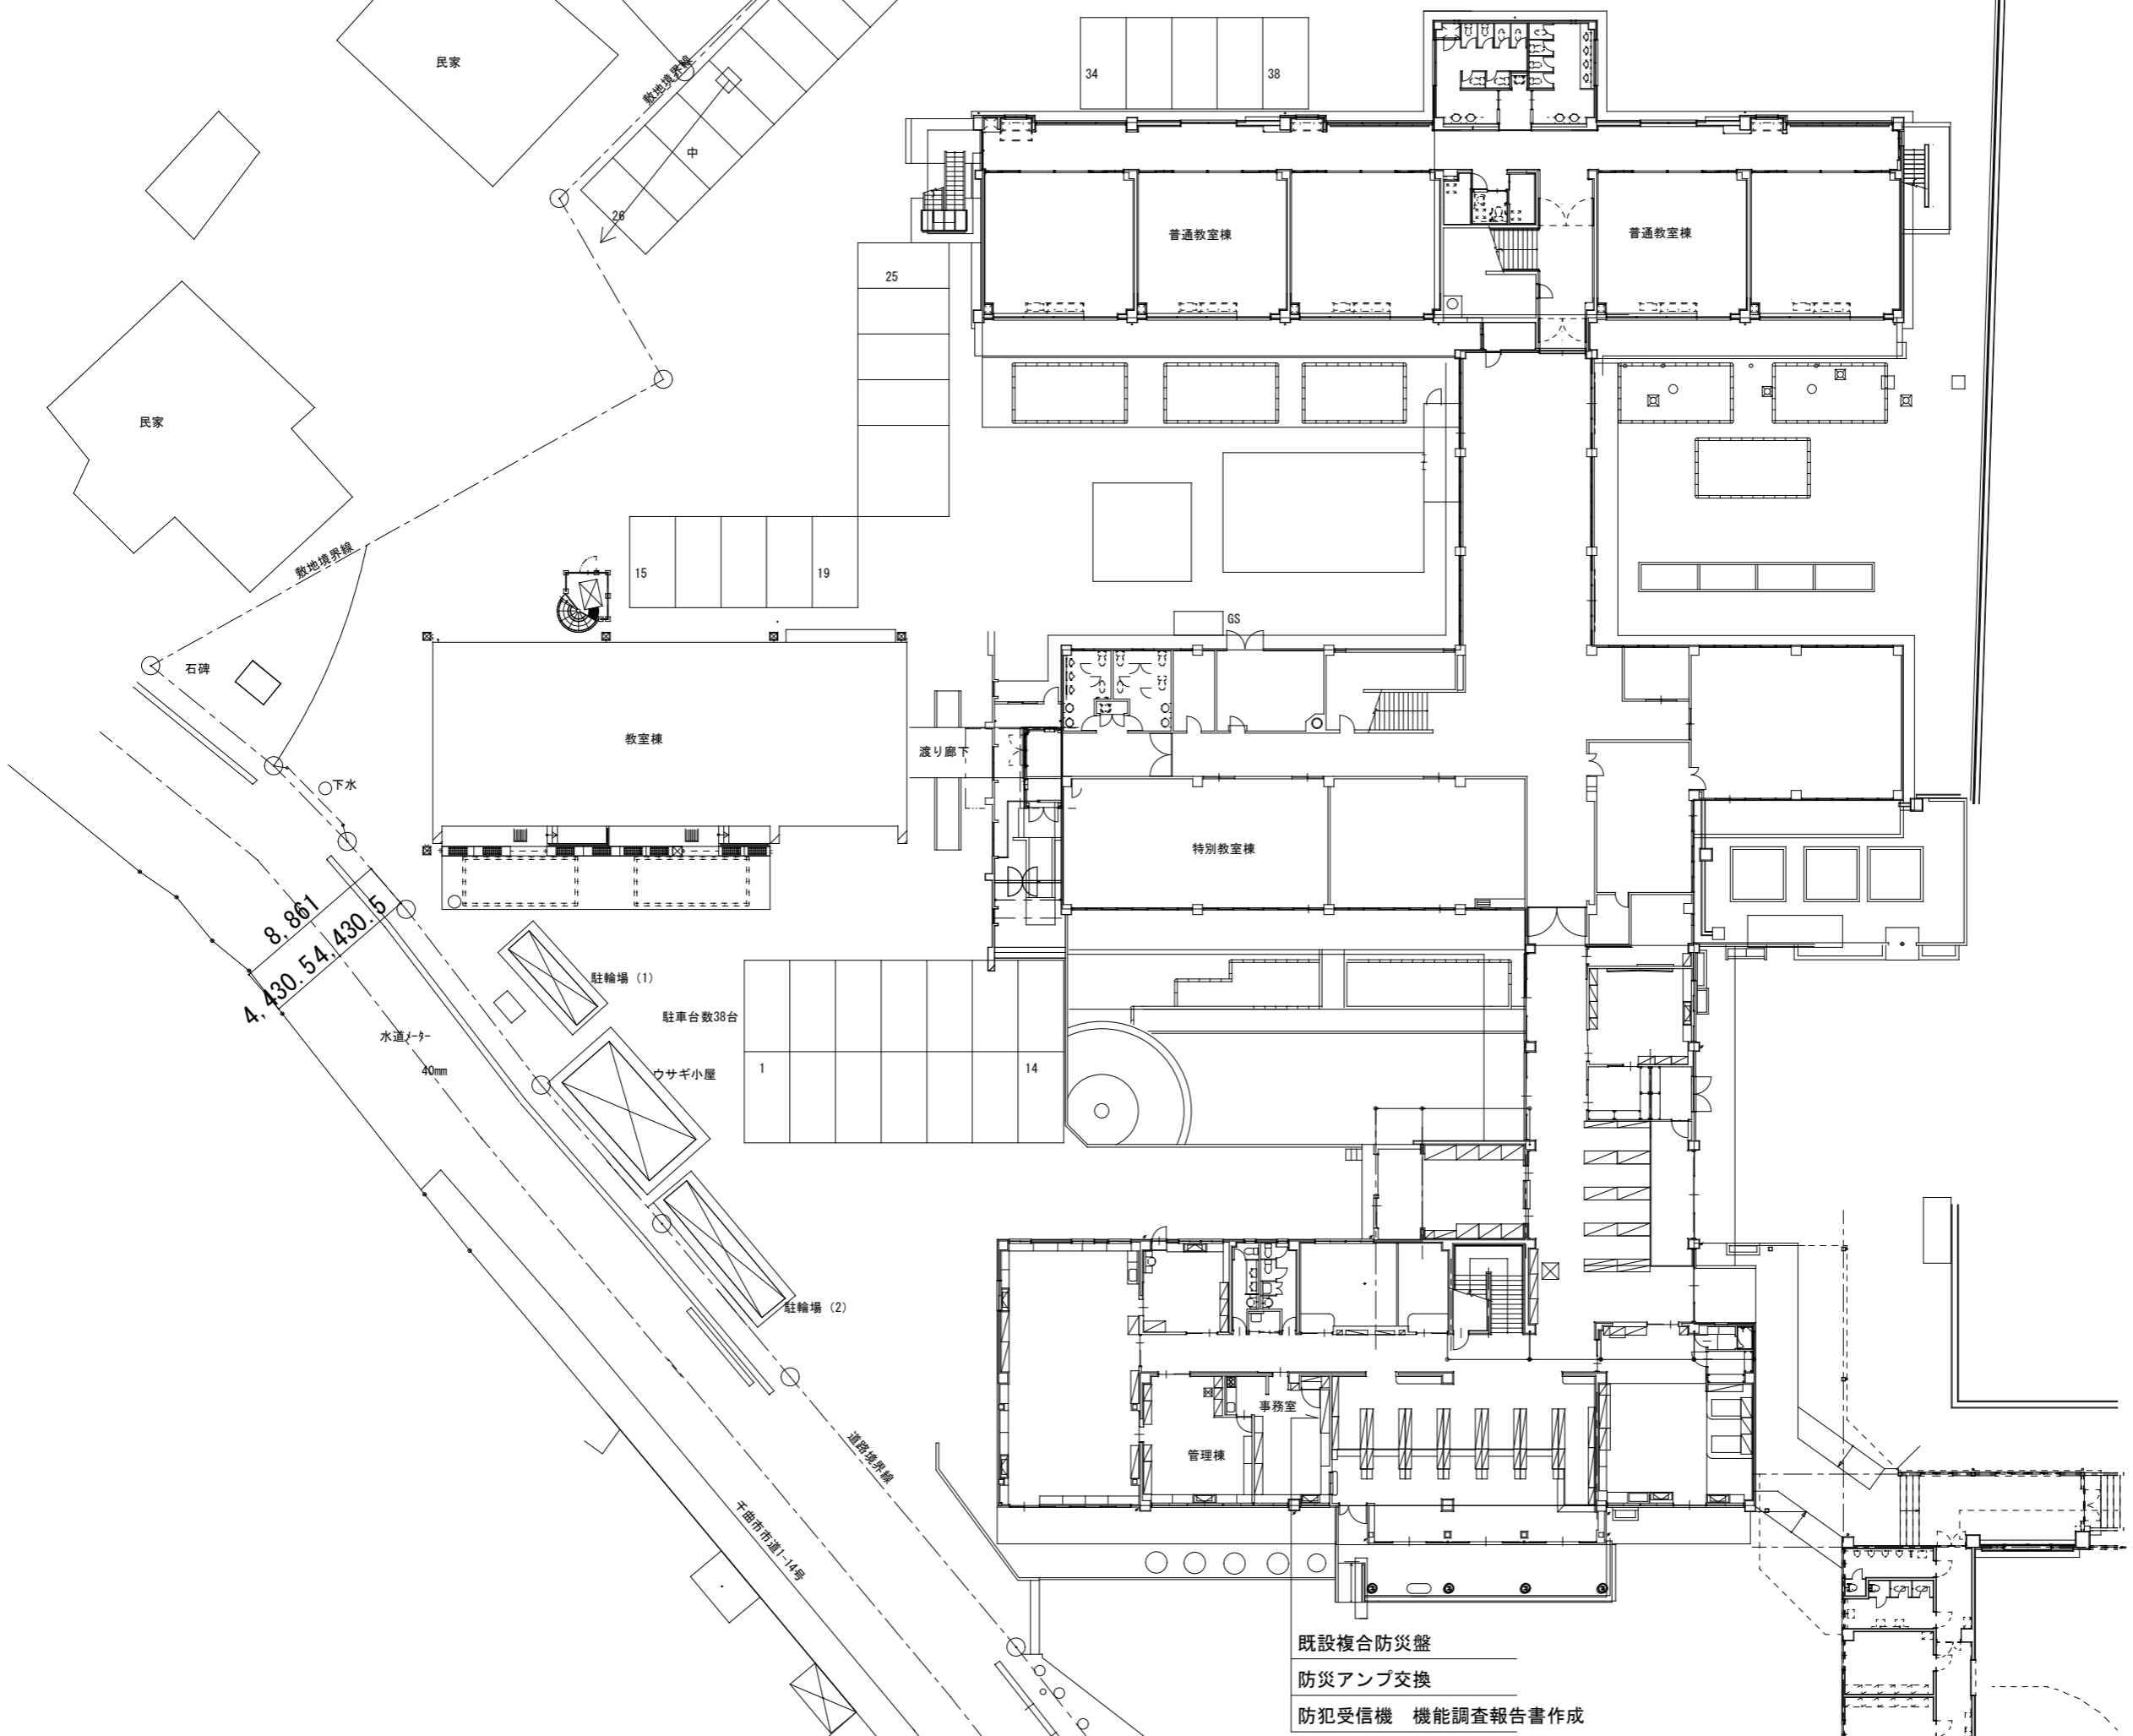 民家
34
38
敷地境界線
中
26
普通教室棟
普通教室棟
25
民家
敷地境界線
15
19
GS
石碑
教室棟
渡り廊下
下水
特別教室棟
8,861
4,430.5
4,430.5
駐輪場（1）
駐車台数38台
水道メーター
40mm
ウサギ小屋
1
14
駐輪場（2）
事務室
管理棟
道路境界線
千曲市市道1-14号
既設複合防災盤
防災アンプ交換
防犯受信機　機能調査報告書作成